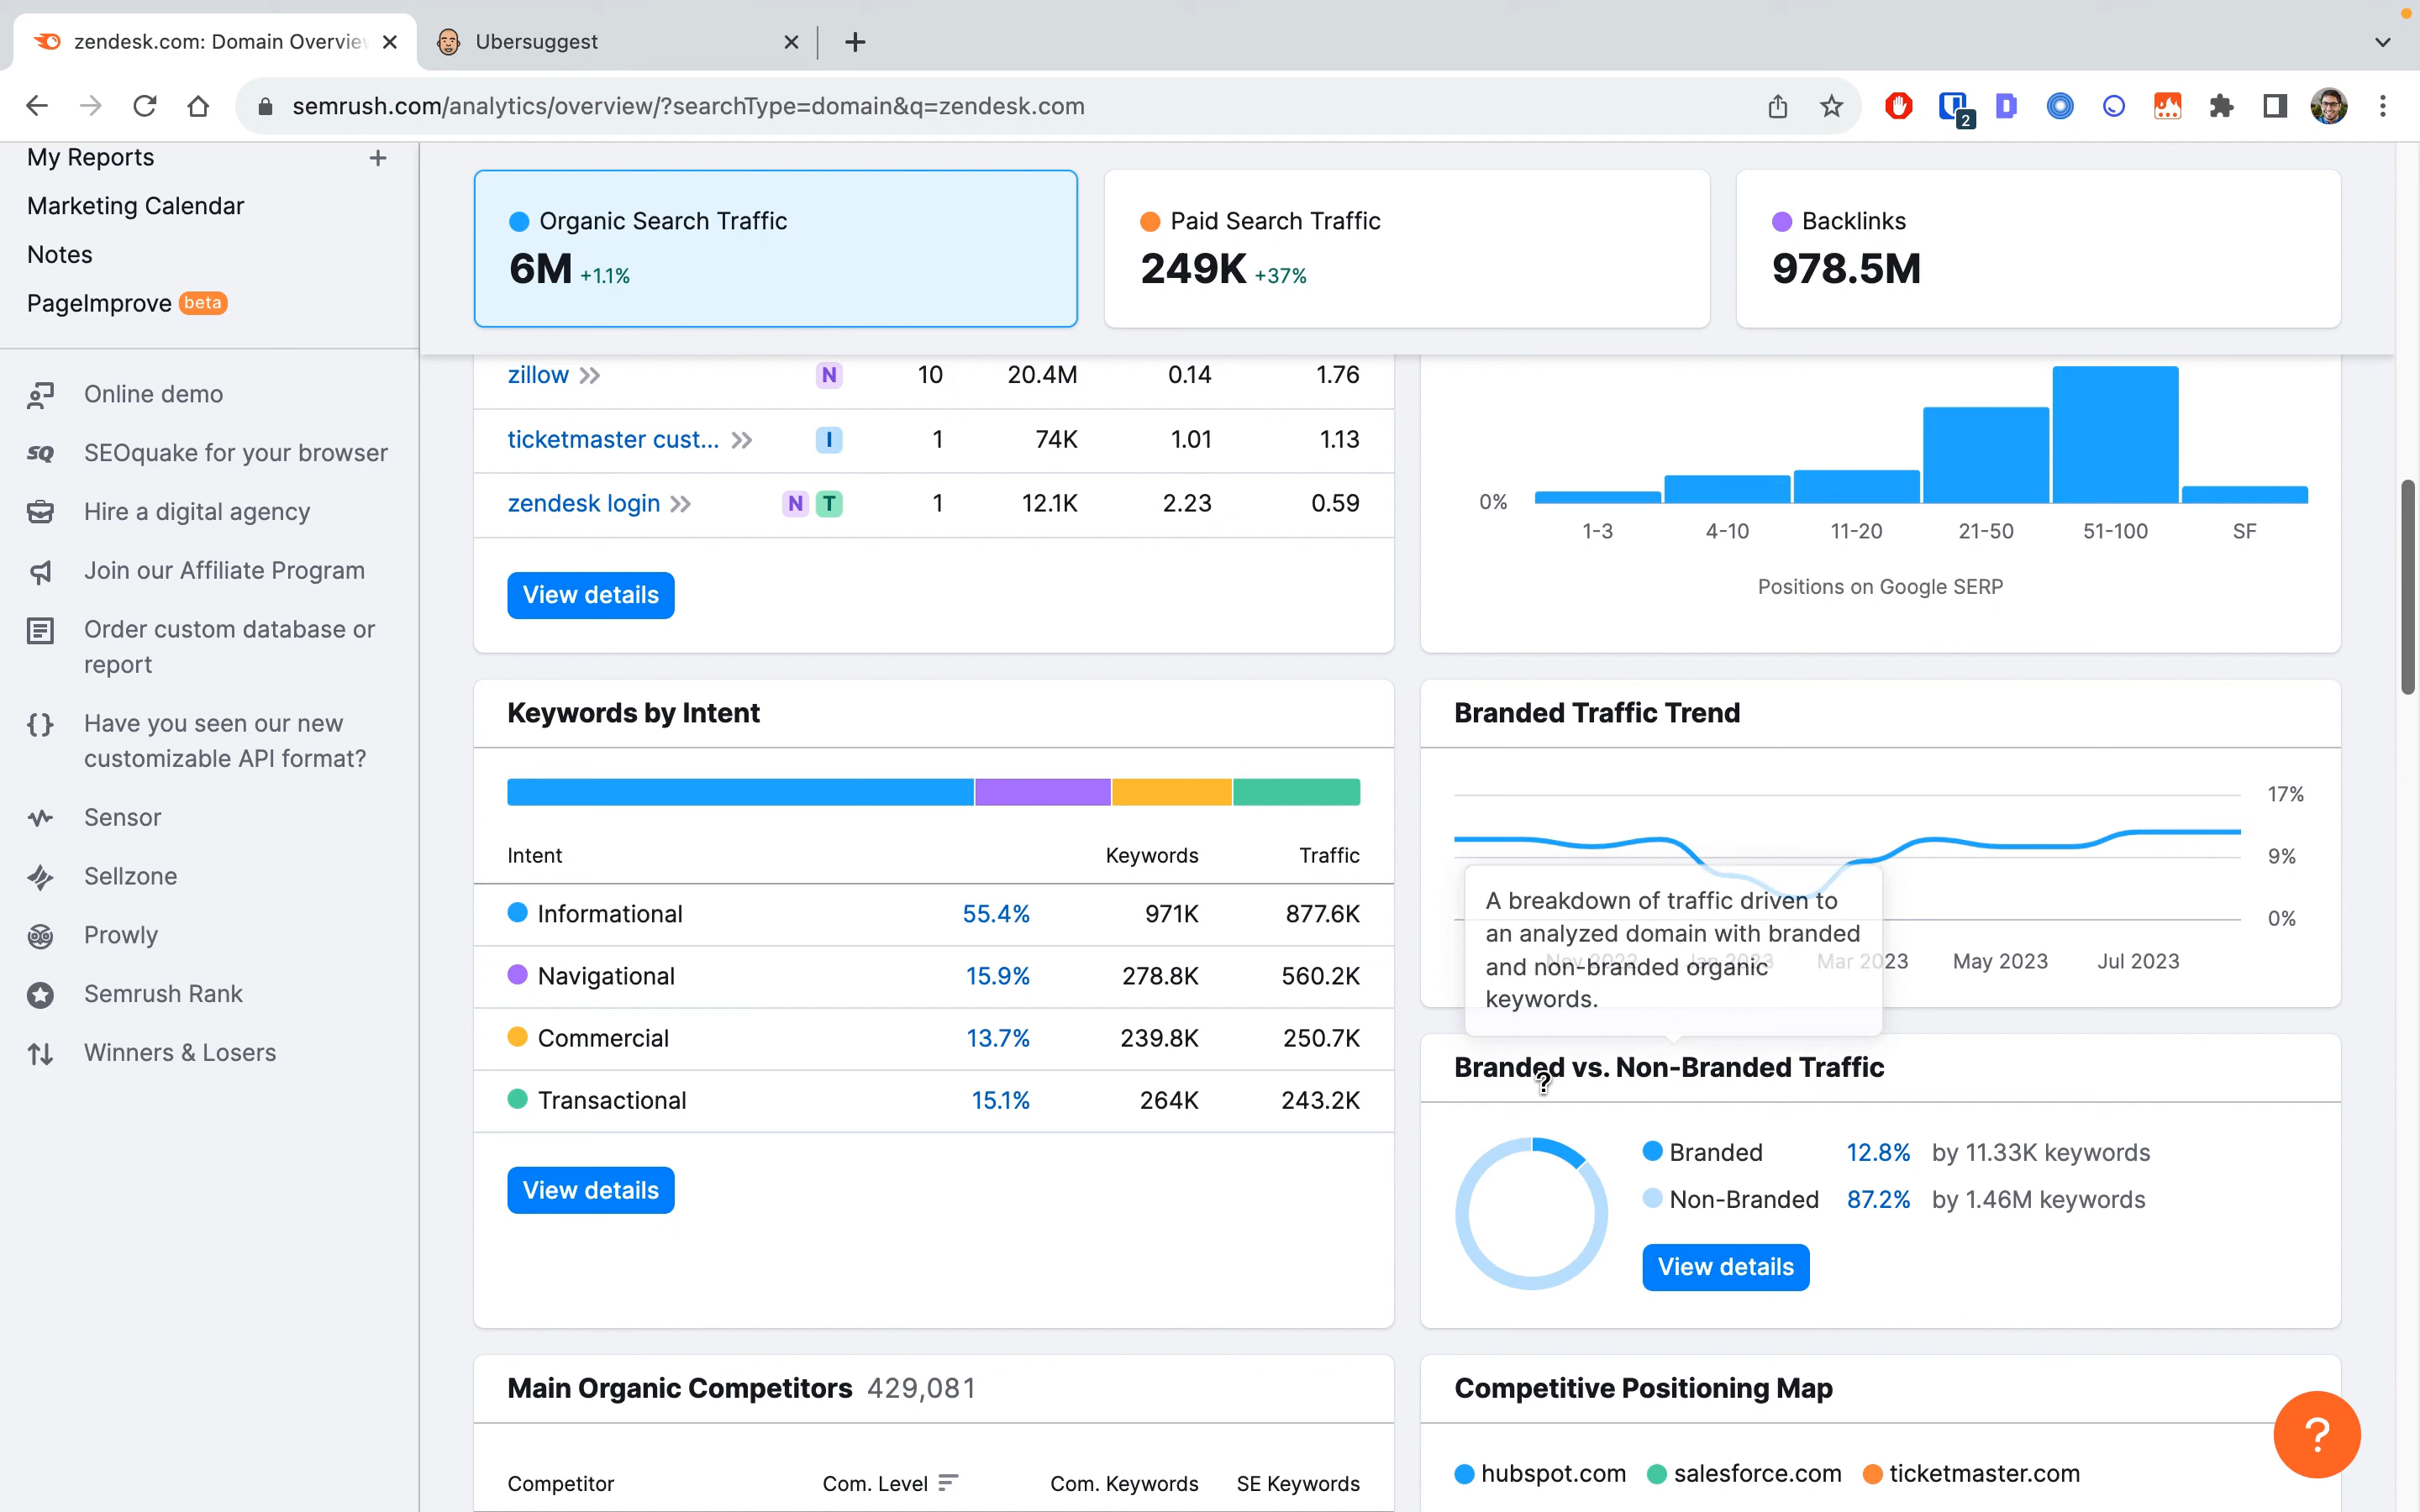 zendesk.com: Domain Overvie
Ubersuggest
semrush.com/analytics/overview/?searchType=domain&q=zendesk.com
2
My Reports
Marketing Calendar
Notes
PageImprove beta
Online demo
SEOquake for your browser
Hire a digital agency
Join our Affiliate Program
Order custom database or
report
Have you seen our new
customizable API format?
Sensor
Sellzone
Prowly
Semrush Rank
Winners & Losers
Organic Search Traffic
6M +1.1%
Paid Search Traffic
249K +37%
Backlinks
978.5M
zillow N 10 20.4M 0.14 1.76
ticketmaster cust... I 1 74K 1.01 1.13
zendesk login N T 1 12.1K 2.23 0.59
View details
0%
1-3 4-10 11-20 21-50 51-100 SF
Positions on Google SERP
Keywords by Intent
Intent Keywords Traffic
Informational 55.4% 971K 877.6K
Navigational 15.9% 278.8K 560.2K
Commercial 13.7% 239.8K 250.7K
Transactional 15.1% 264K 243.2K
View details
Branded Traffic Trend
17%
9%
0%
Nov 2022 Jan 2023 Mar 2023 May 2023 Jul 2023
A breakdown of traffic driven to
an analyzed domain with branded
and non-branded organic
keywords.
Branded vs. Non-Branded Traffic
Branded 12.8% by 11.33K keywords
Non-Branded 87.2% by 1.46M keywords
View details
Main Organic Competitors 429,081
Competitor Com. Level Com. Keywords SE Keywords
Competitive Positioning Map
hubspot.com salesforce.com ticketmaster.com
?